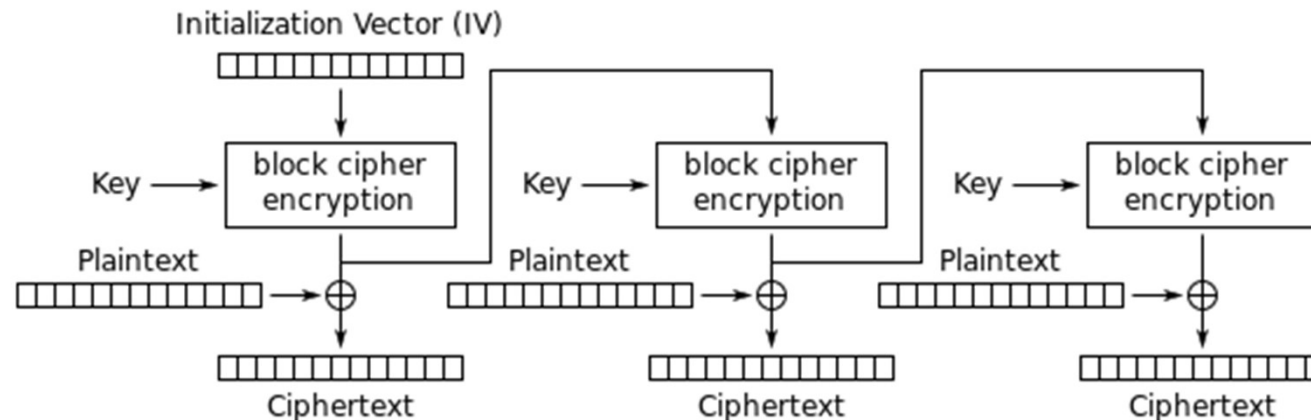 Initialization Vector (IV)
Key
block cipher
encryption
Key
block cipher
encryption
Key
block cipher
encryption
Plaintext
Plaintext
Plaintext
Ciphertext
Ciphertext
Ciphertext